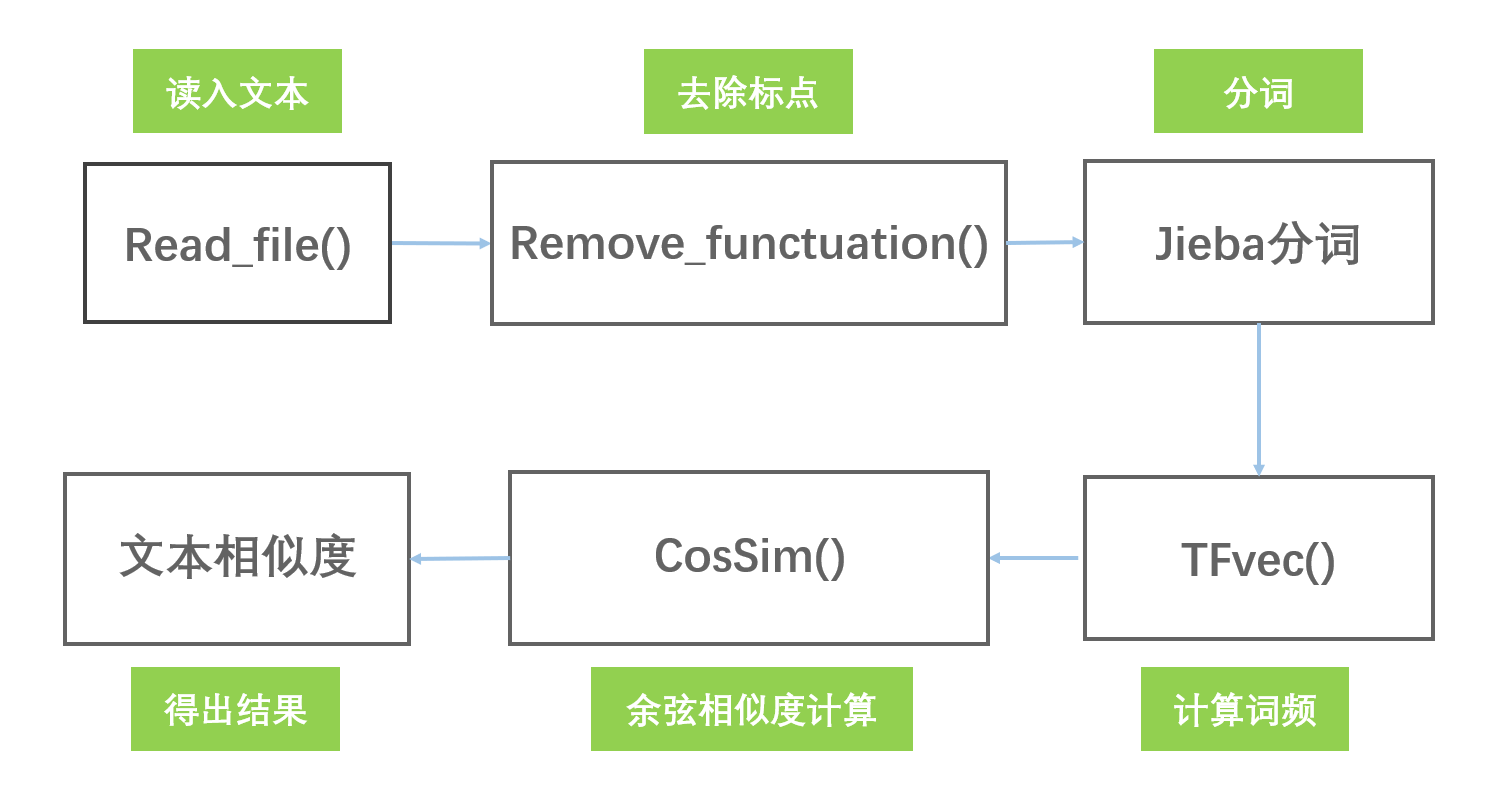 读入文本
去除标点
分词
Read_file()
Remove_functuation()
Jieba分词
文本相似度
CosSim()
TFvec()
得出结果
余弦相似度计算
计算词频